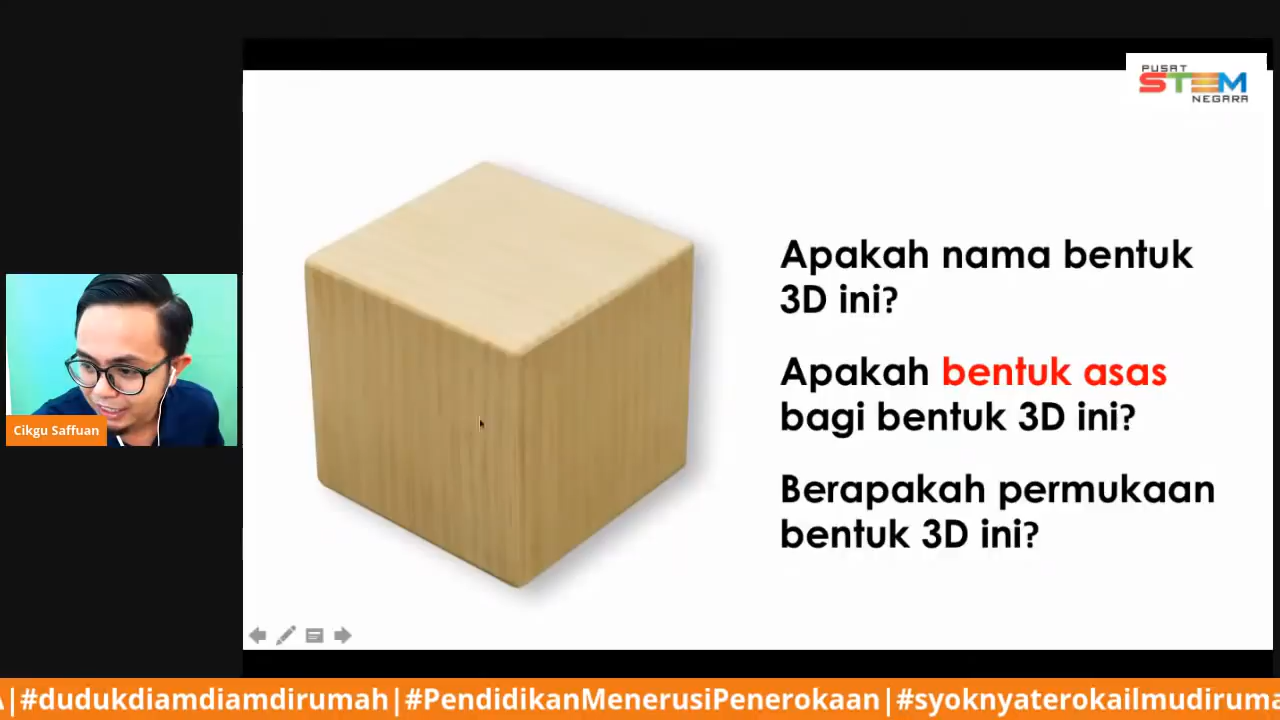 PUSAT
STEM
NEGARA
Apakah nama bentuk
3D ini?
Apakah bentuk asas
bagi bentuk 3D ini?
Berapakah permukaan
bentuk 3D ini?
Cikgu Saffuan
|#dudukdiamdiamdirumah|#PendidikanMenerusiPenerokaan|#syoknyaterokailmudiruma